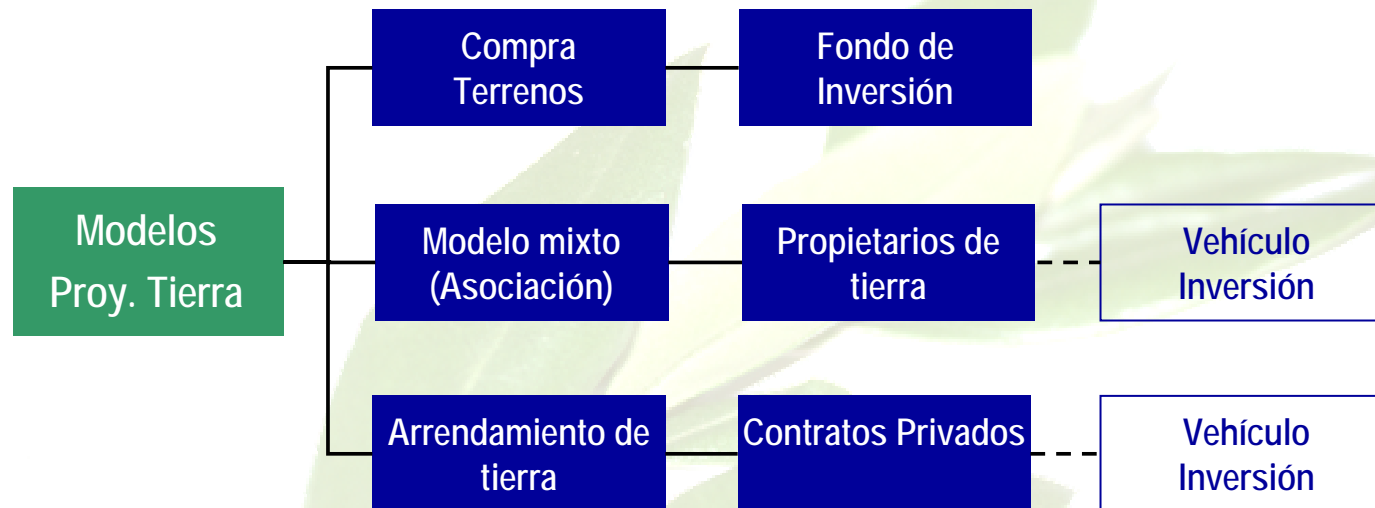 Compra
Terrenos
Fondo de
Inversión
Modelos
Proy. Tierra
Modelo mixto
(Asociación)
Propietarios de
tierra
Vehículo
Inversión
Arrendamiento de
tierra
Contratos Privados
Vehículo
Inversión